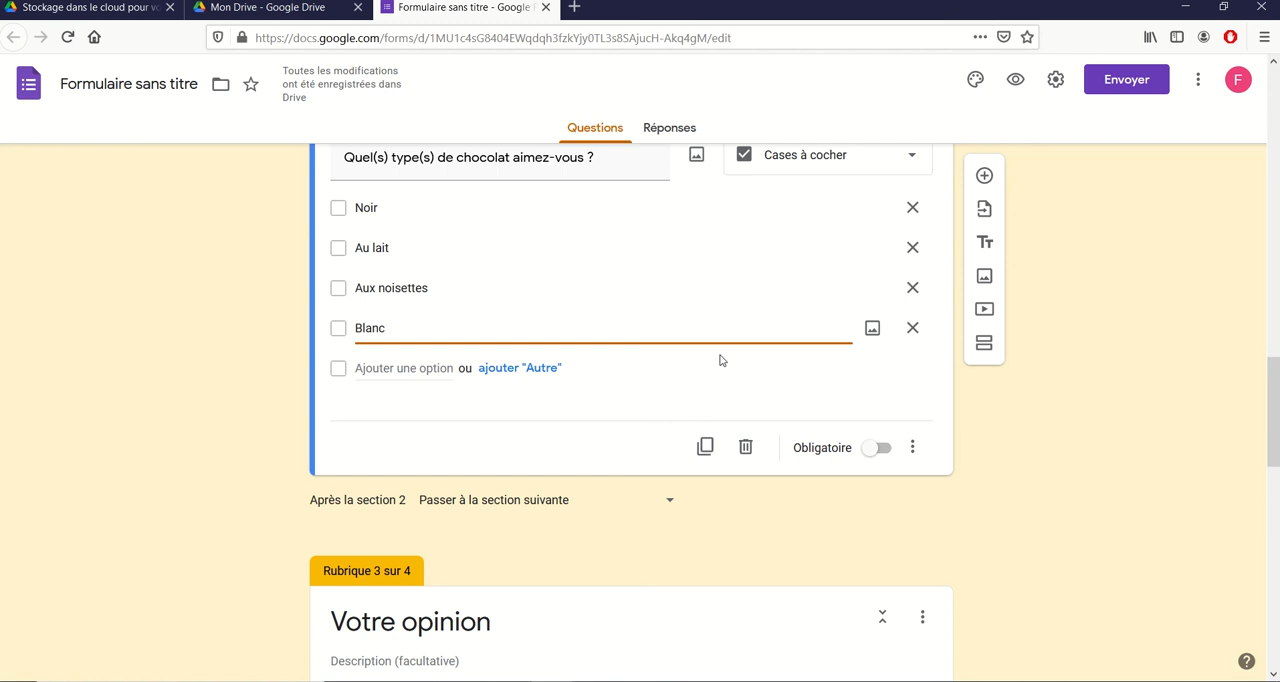 Stockage dans le cloud pour vo
Mon Drive - Google Drive
Formulaire sans titre - Google F
https://docs.google.com/forms/d/1MU1c4sG8404EWqdqh3fzkYjy0TL3s8SAjucH-Akq4gM/edit
Formulaire sans titre
Toutes les modifications
ont été enregistrées dans
Drive
Envoyer
F
Questions
Réponses
Quel(s) type(s) de chocolat aimez-vous ?
Cases à cocher
Noir
Au lait
Aux noisettes
Blanc
Ajouter une option ou ajouter "Autre"
Obligatoire
Après la section 2 Passer à la section suivante
Rubrique 3 sur 4
Votre opinion
Description (facultative)